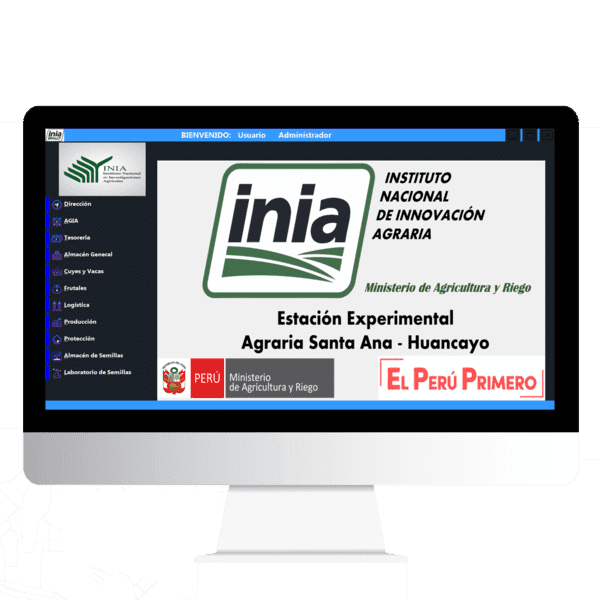 inia
BIENVENIDO: Usuario Administrador
INIA
Instituto Nacional
de Investigaciones
Agrarias
Dirección
AGIA
Tesoreria
Almacén General
Cuyes y Vacas
Frutales
Logística
Producción
Protección
Almacén de Semillas
Laboratorio de Semillas
inia
INSTITUTO
NACIONAL
DE INNOVACIÓN
AGRARIA
Ministerio de Agricultura y Riego
Estación Experimental
Agraria Santa Ana - Huancayo
PERÚ
Ministerio
de Agricultura y Riego
EL PERÚ PRIMERO